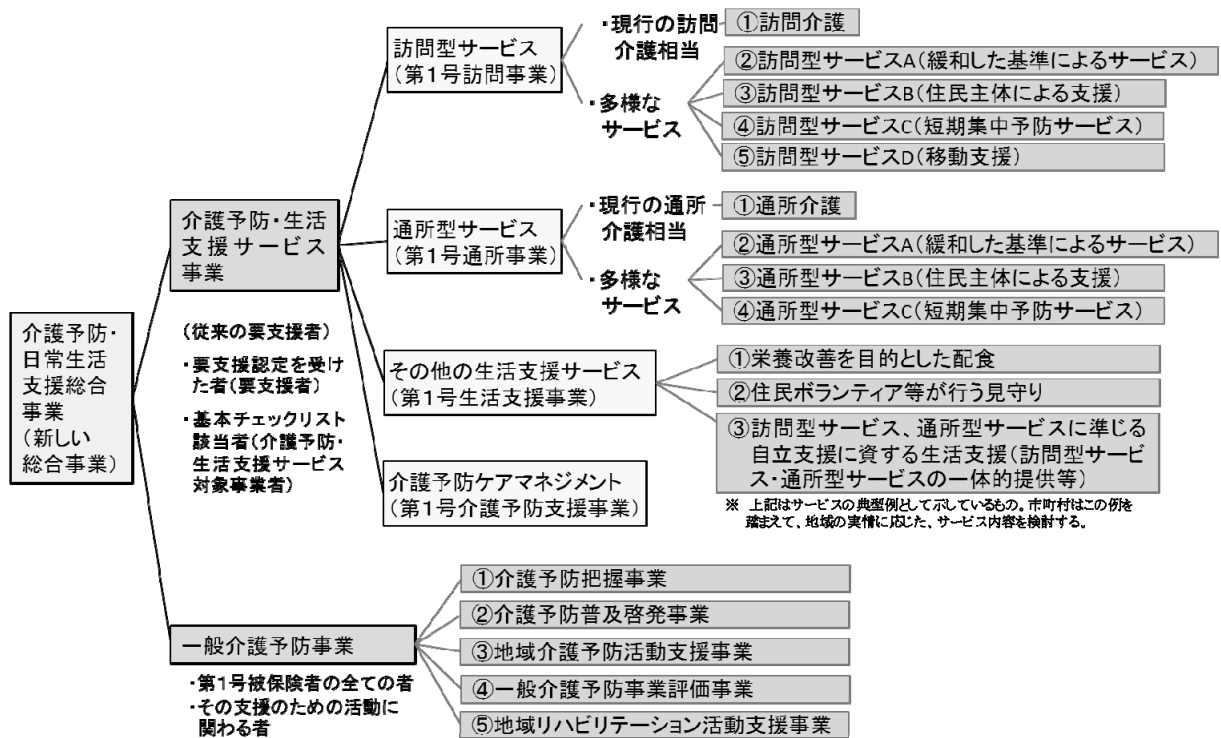 介護予防・
日常生活
支援総合
事業
(新しい
総合事業)
介護予防・生活
支援サービス
事業
(従来の要支援者)
・要支援認定を受け
た者(要支援者)
・基本チェックリスト
該当者(介護予防・
生活支援サービス
対象事業者)
訪問型サービス
(第1号訪問事業)
・現行の訪問
介護相当
①訪問介護
・多様な
サービス
②訪問型サービスA(緩和した基準によるサービス)
③訪問型サービスB(住民主体による支援)
④訪問型サービスC(短期集中予防サービス)
⑤訪問型サービスD(移動支援)
通所型サービス
(第1号通所事業)
・現行の通所
介護相当
①通所介護
・多様な
サービス
②通所型サービスA(緩和した基準によるサービス)
③通所型サービスB(住民主体による支援)
④通所型サービスC(短期集中予防サービス)
その他の生活支援サービス
(第1号生活支援事業)
①栄養改善を目的とした配食
②住民ボランティア等が行う見守り
③訪問型サービス、通所型サービスに準じる
自立支援に資する生活支援(訪問型サービ
ス・通所型サービスの一体的提供等)
※ 上記はサービスの典型例として示しているもの。市町村はこの例を
踏まえて、地域の実情に応じた、サービス内容を検討する。
介護予防ケアマネジメント
(第1号介護予防支援事業)
一般介護予防事業
・第1号被保険者の全ての者
・その支援のための活動に
関わる者
①介護予防把握事業
②介護予防普及啓発事業
③地域介護予防活動支援事業
④一般介護予防事業評価事業
⑤地域リハビリテーション活動支援事業